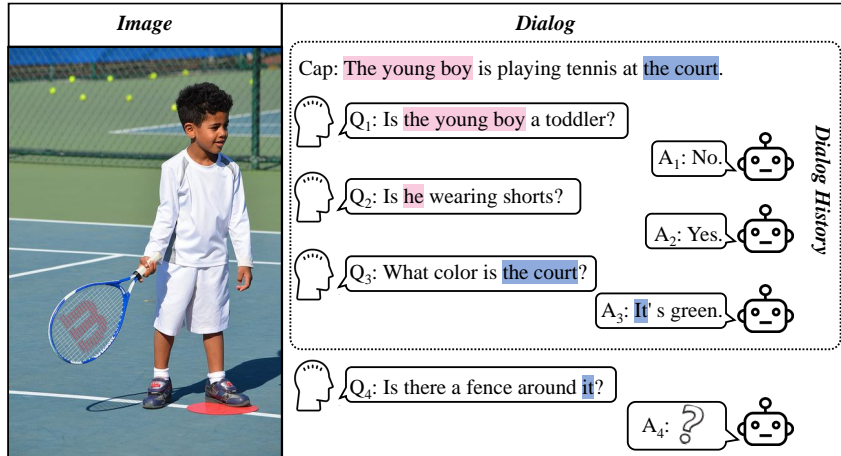 Image
Dialog
Cap: The young boy is playing tennis at the court.
Q1: Is the young boy a toddler?
A1: No.
Q2: Is he wearing shorts?
A2: Yes.
Q3: What color is the court?
A3: It' s green.
Dialog History
Q4: Is there a fence around it?
A4: ?
W